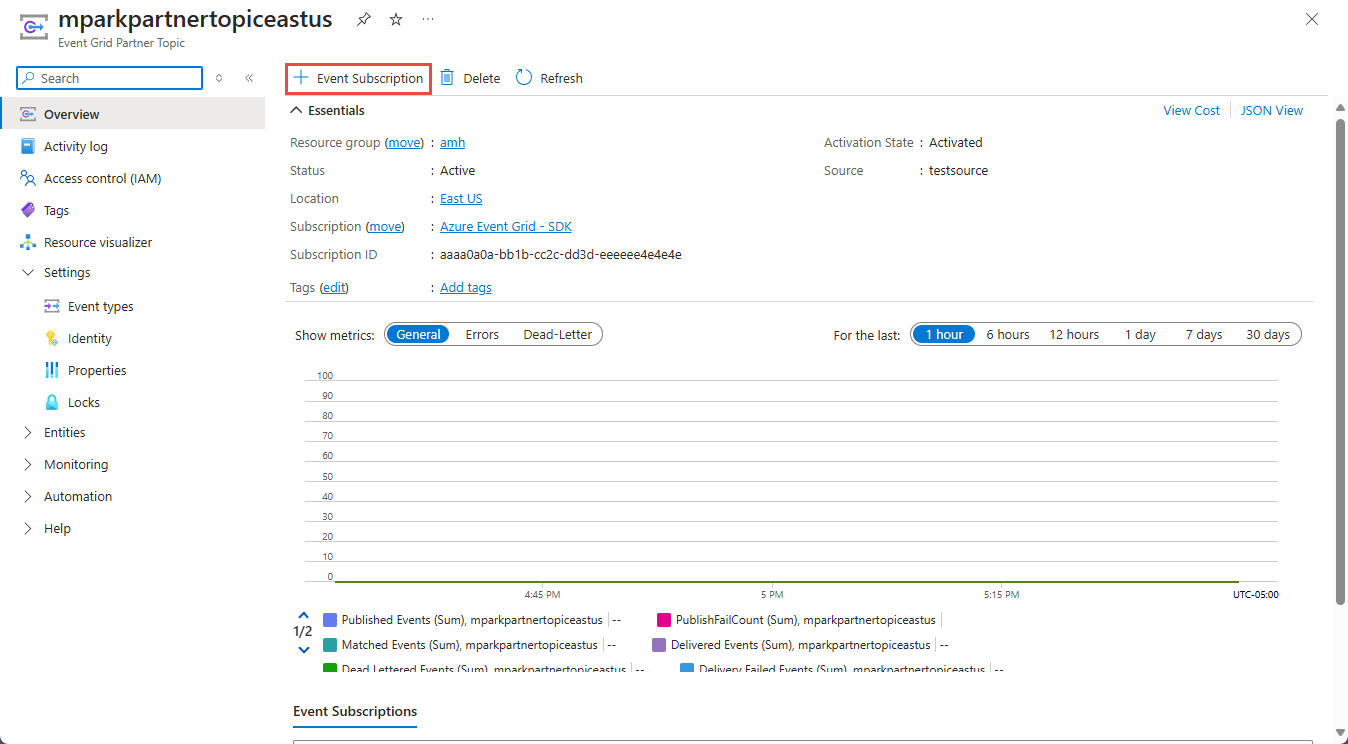 mparkpartnertopiceastus
Event Grid Partner Topic
Search
Overview
Activity log
Access control (IAM)
Tags
Resource visualizer
Settings
Event types
Identity
Properties
Locks
Entities
Monitoring
Automation
Help
Event Subscription Delete Refresh
Essentials View Cost JSON View
Resource group (move) : amh
Status : Active
Location : East US
Subscription (move) : Azure Event Grid - SDK
Subscription ID : aaaa0a0a-bb1b-cc2c-dd3d-eeeeee4e4e4e
Tags (edit) : Add tags
Activation State : Activated
Source : testsource
Show metrics: General Errors Dead-Letter
For the last: 1 hour 6 hours 12 hours 1 day 7 days 30 days
100
90
80
70
60
50
40
30
20
10
0
4:45 PM 5 PM 5:15 PM UTC-05:00
1/2
Published Events (Sum), mparkpartnertopiceastus --
PublishFailCount (Sum), mparkpartnertopiceastus
Matched Events (Sum), mparkpartnertopiceastus --
Delivered Events (Sum), mparkpartnertopiceastus --
Dead Lettered Events (Sum), mparkpartnertopiceastus --
Delivery Failed Events (Sum), mparkpartnertopiceastus --
Event Subscriptions